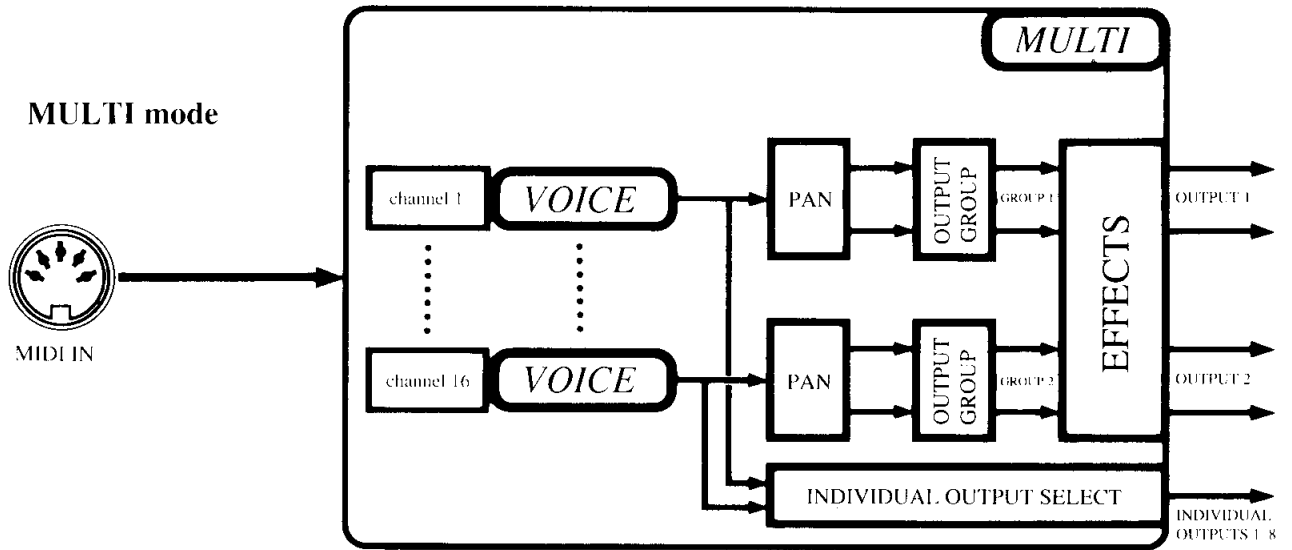 MULTI
MULTI mode
channel 1
VOICE
PAN
OUTPUT
GROUP
GROUP 1
EFFECTS
OUTPUT 1
MIDI IN
channel 16
VOICE
PAN
OUTPUT
GROUP
GROUP 2
OUTPUT 2
INDIVIDUAL OUTPUT SELECT
INDIVIDUAL
OUTPUTS 1 8